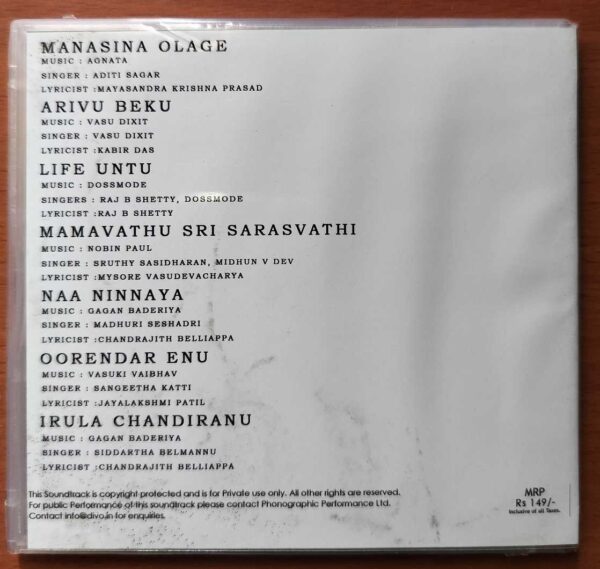 MANASINA OLAGE
MUSIC : AGNATA
SINGER : ADITI SAGAR
LYRICIST :MAYASANDRA KRISHNA PRASAD
ARIVU BEKU
MUSIC : VASU DIXIT
SINGER : VASU DIXIT
LYRICIST :KABIR DAS
LIFE UNTU
MUSIC : DOSSMODE
SINGERS : RAJ B SHETTY, DOSSMODE
LYRICIST :RAJ B SHETTY
MAMAVATHU SRI SARASVATHI
MUSIC : NOBIN PAUL
SINGER : SRUTHY SASIDHARAN, MIDHUN V DEV
LYRICIST :MYSORE VASUDEVACHARYA
NAA NINNAYA
MUSIC : GAGAN BADERIYA
SINGER : MADHURI SESHADRI
LYRICIST :CHANDRAJITH BELLIAPPA
OORENDAR ENU
MUSIC : VASUKI VAIBHAV
SINGER : SANGEETHA KATTI
LYRICIST :JAYALAKSHMI PATIL
IRULA CHANDIRANU
MUSIC : GAGAN BADERIYA
SINGER : SIDDARTHA BELMANNU
LYRICIST :CHANDRAJITH BELLIAPPA
This Soundtrack is copyright protected and is for Private use only. All other rights are reserved.
For public Performance of this soundtrack please contact Phonographic Performance Ltd.
Contact info@divo.in for enquiries.
MRP
Rs 149/-
Inclusive of all Taxes.